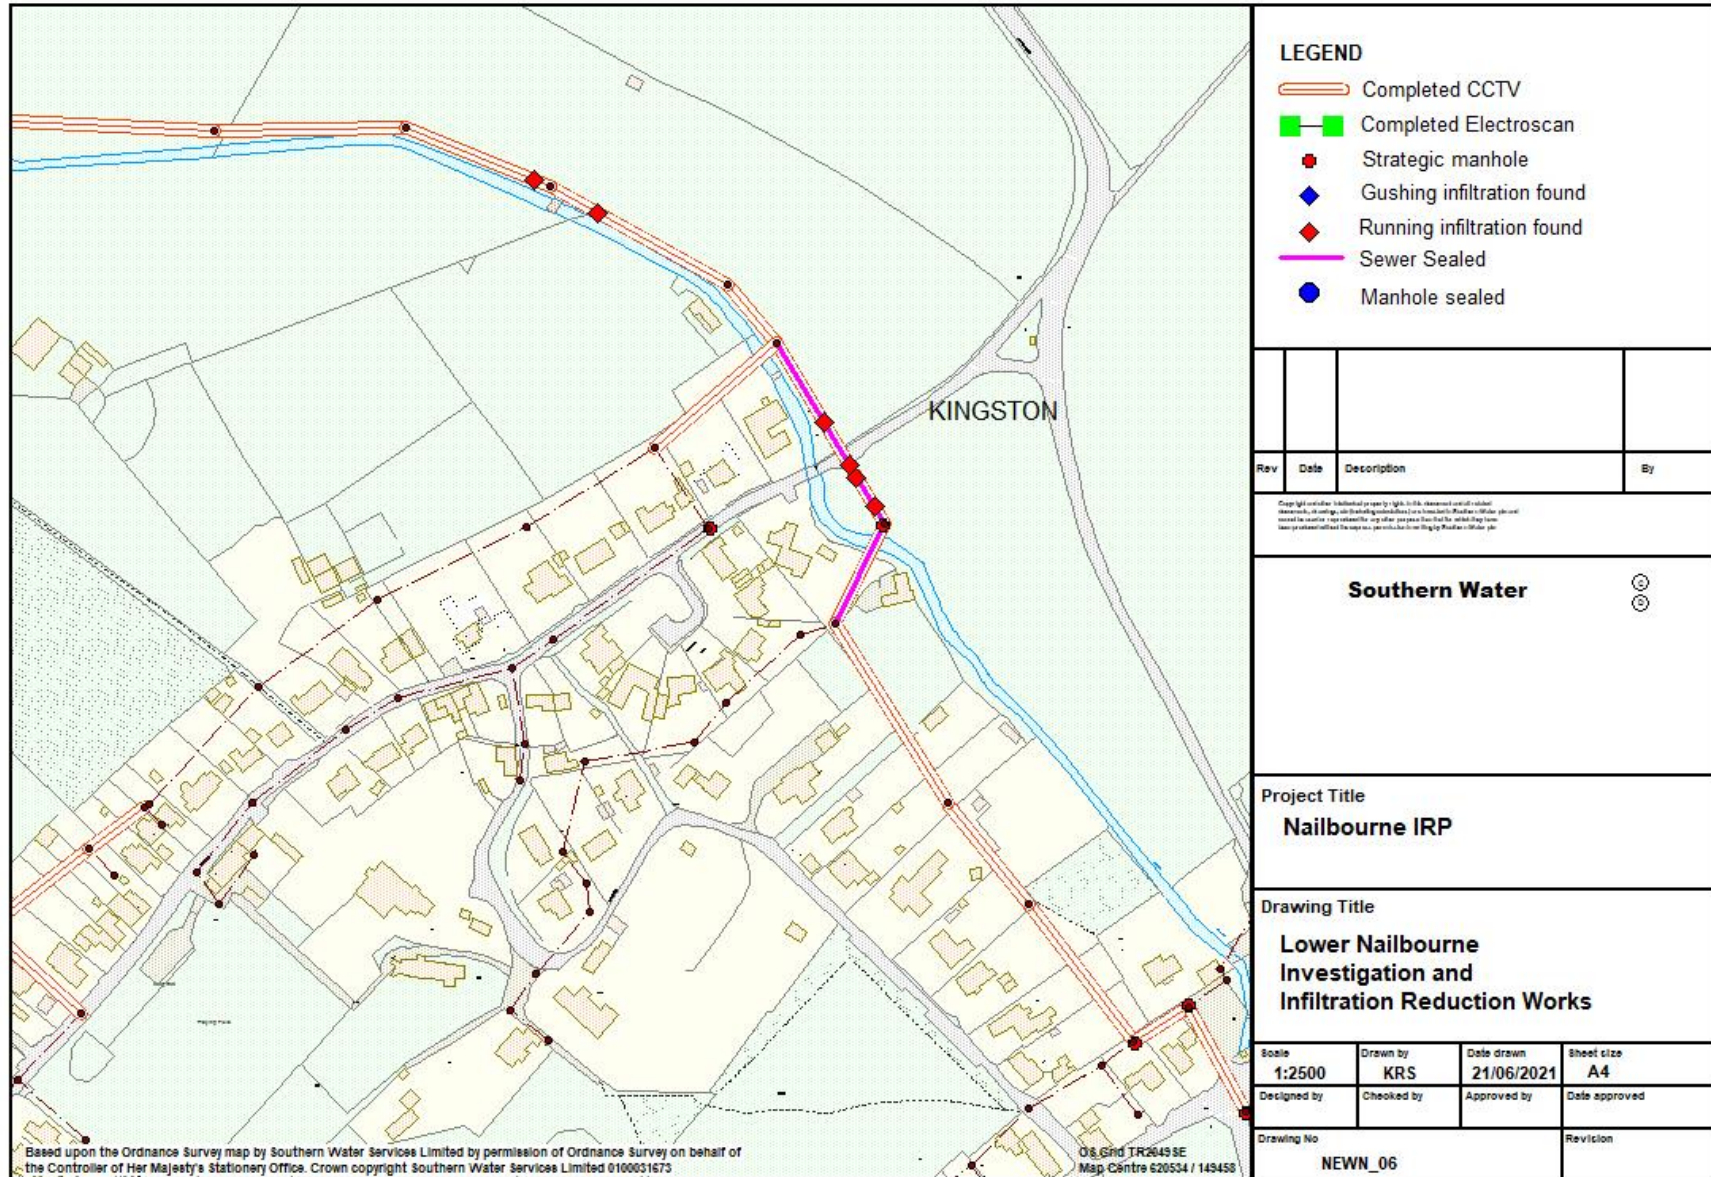 KINGSTON
Based upon the Ordnance Survey map by Southern Water Services Limited by permission of Ordnance Survey on behalf of
the Controller of Her Majesty's Stationery Office. Crown copyright Southern Water Services Limited 0100031673
OS Grid TR2049SE
Map Centre 620534 / 149458
LEGEND
Completed CCTV
Completed Electroscan
Strategic manhole
Gushing infiltration found
Running infiltration found
Sewer Sealed
Manhole sealed
Rev Date Description By
Southern Water
Project Title
Nailbourne IRP
Drawing Title
Lower Nailbourne
Investigation and
Infiltration Reduction Works
Scale Drawn by Date drawn Sheet size
1:2500 KRS 21/06/2021 A4
Designed by Checked by Approved by Date approved
Drawing No Revision
NEWN_06